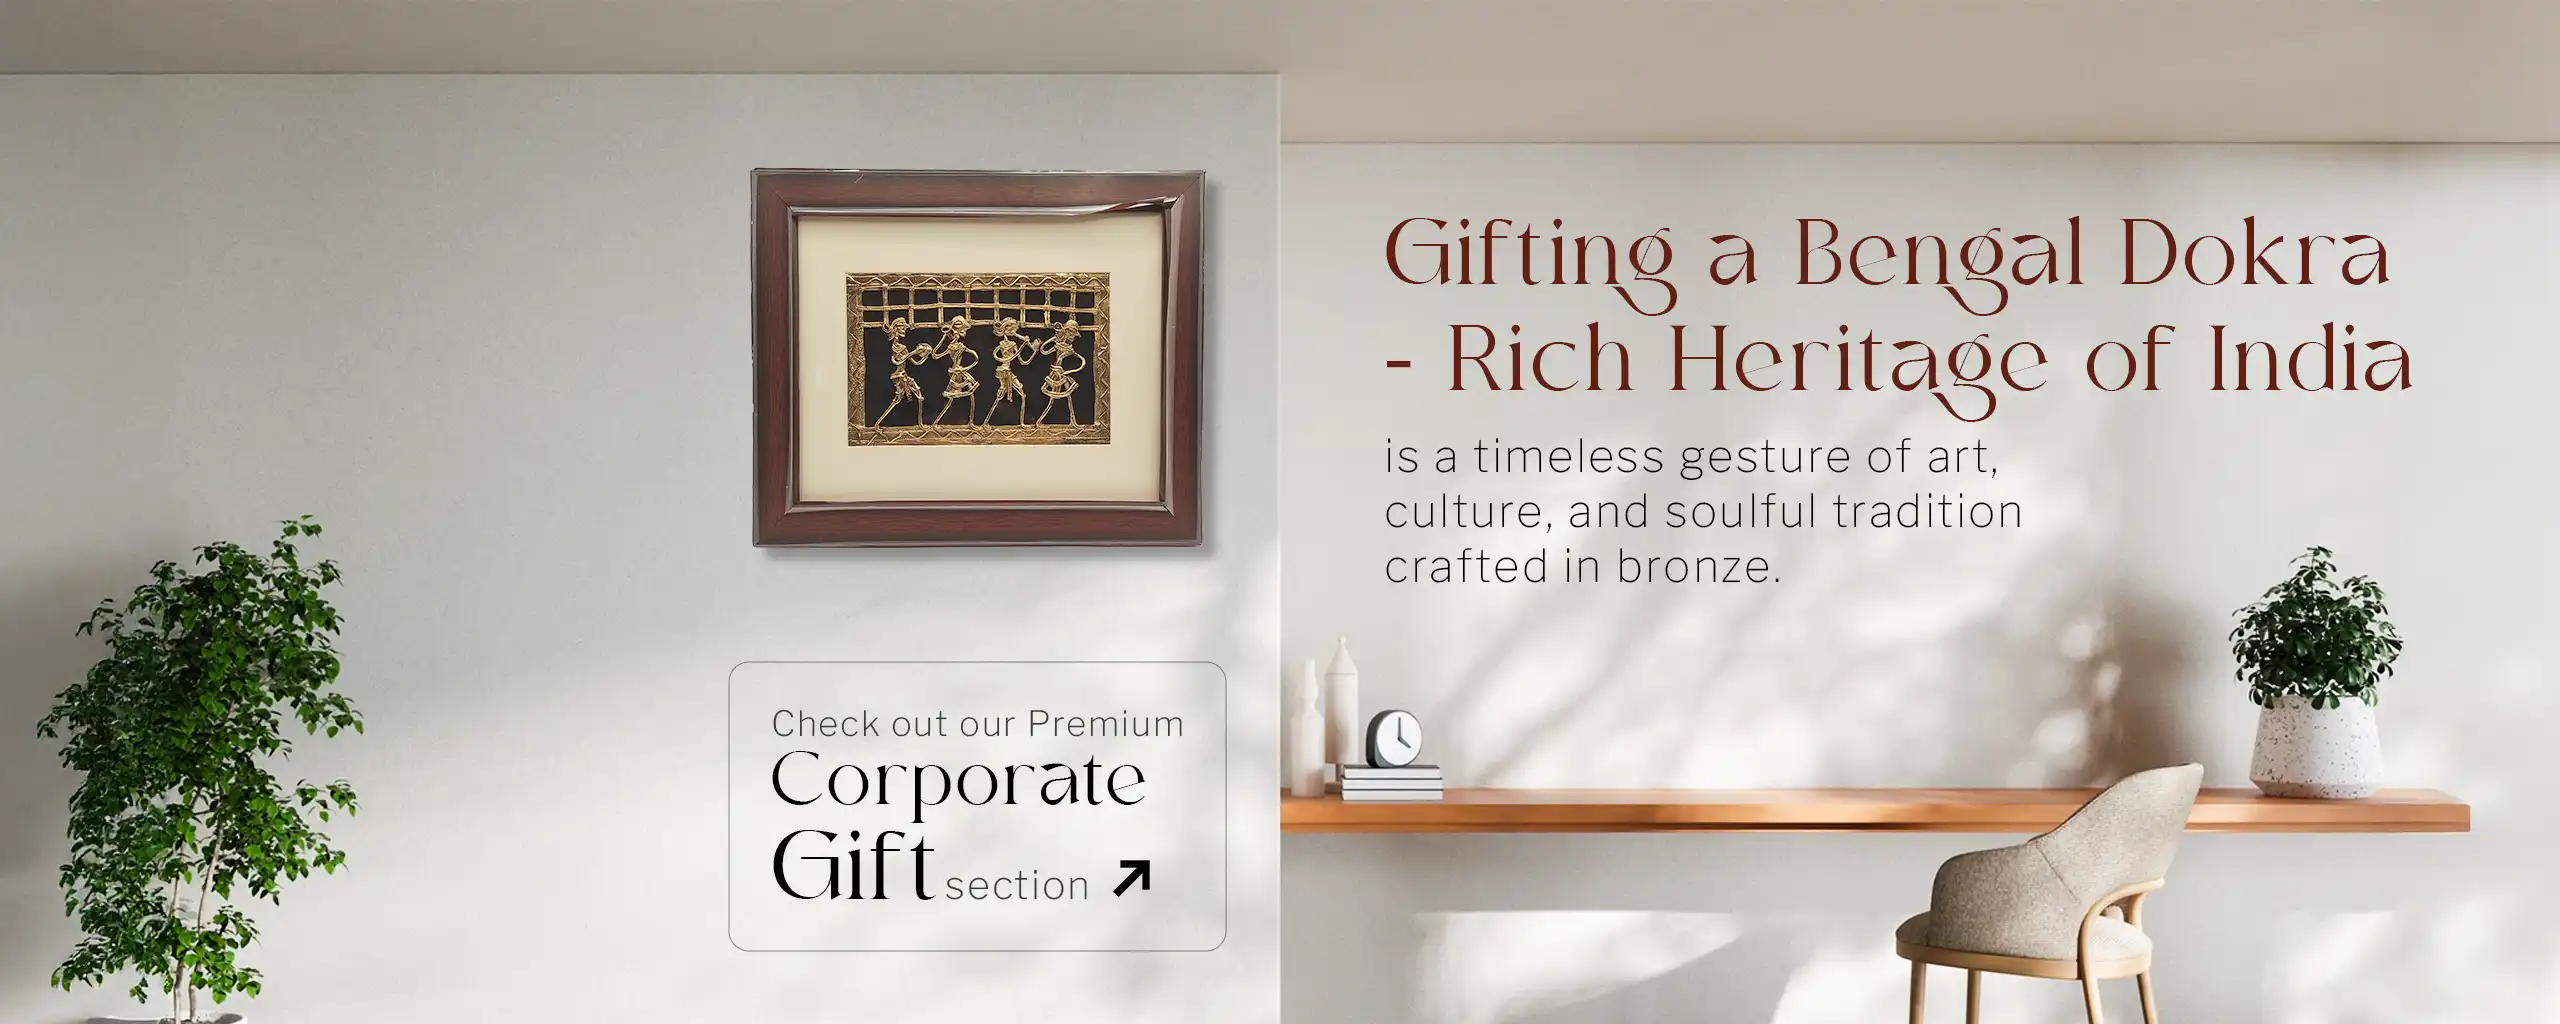 Gifting a Bengal Dokra
- Rich Heritage of India
is a timeless gesture of art,
culture, and soulful tradition
crafted in bronze.
Check out our Premium
Corporate
Gift section